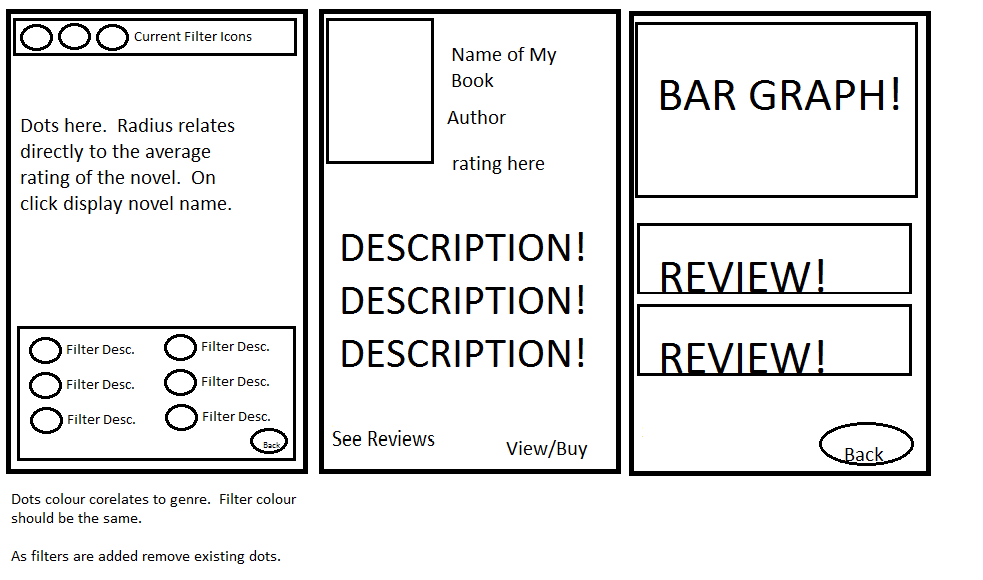 Current Filter Icons
Dots here.  Radius relates
directly to the average
rating of the novel.  On
click display novel name.
Filter Desc.
Filter Desc.
Filter Desc.
Filter Desc.
Filter Desc.
Filter Desc.
Back
Dots colour corelates to genre.  Filter colour
should be the same.
As filters are added remove existing dots.
Name of My
Book
Author
rating here
DESCRIPTION!
DESCRIPTION!
DESCRIPTION!
See Reviews
View/Buy
BAR GRAPH!
REVIEW!
REVIEW!
Back